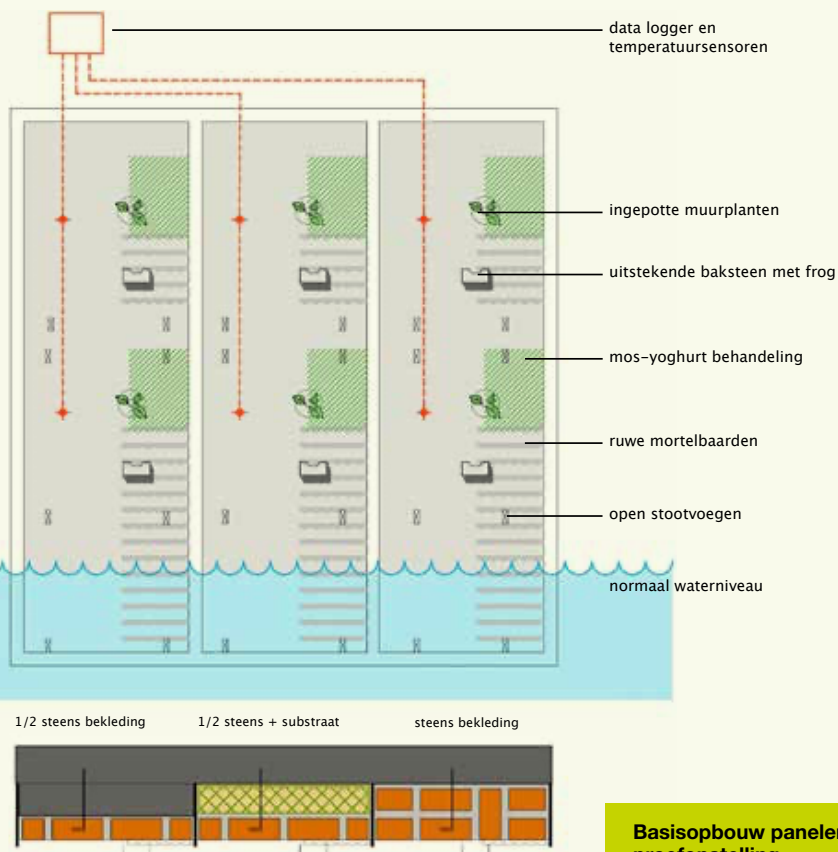 data logger en
temperatuursensoren
ingepotte muurplanten
uitstekende baksteen met frog
mos-yoghurt behandeling
ruwe mortelbaarden
open stootvoegen
normaal waterniveau
1/2 steens bekleding
1/2 steens + substraat
steens bekleding
Basisopbouw panelen
proefopstelling